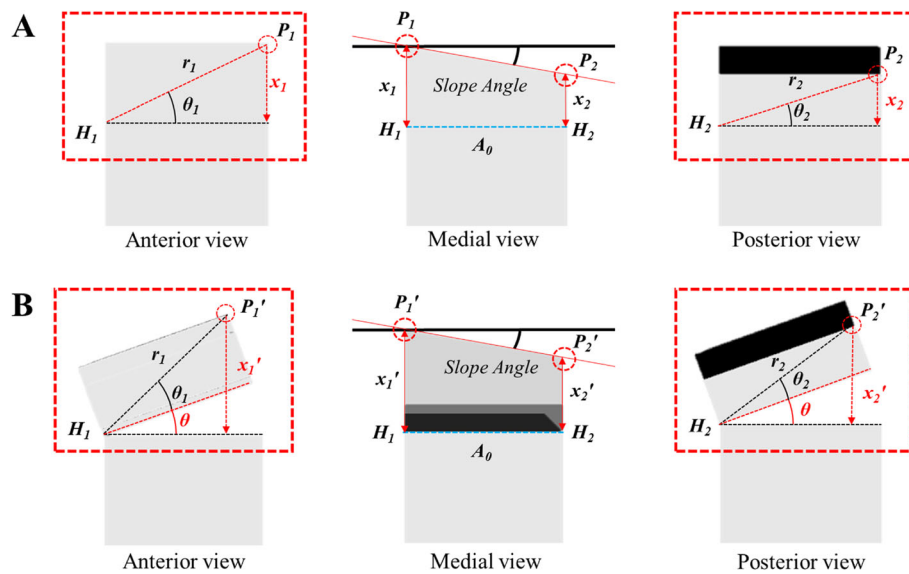 A
P₁
r₁
x₁
θ₁
H₁
Anterior view
P₁
P₂
Slope Angle
x₁
x₂
H₁
H₂
A₀
Medial view
r₂
P₂
x₂
θ₂
H₂
Posterior view
B
P₁'
r₁
x₁'
θ₁
θ
H₁
Anterior view
P₁'
P₂'
Slope Angle
x₁'
x₂'
H₁
H₂
A₀
Medial view
P₂'
r₂
θ₂
x₂'
θ
H₂
Posterior view